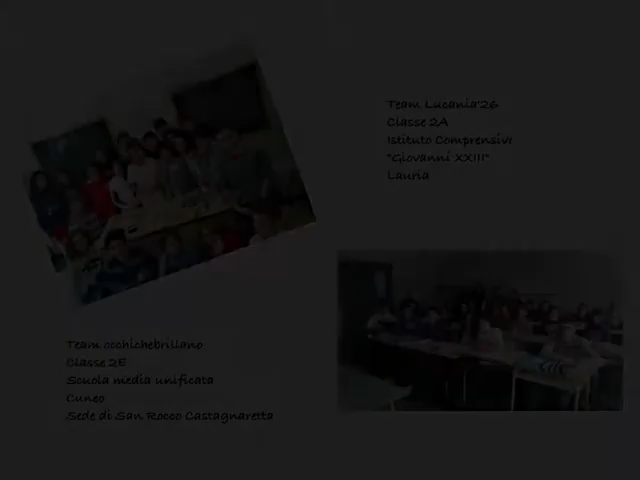 Team Lucania'26
Classe 2A
Istituto Comprensivo
"Giovanni XXIII"
Lauria
Team occhichebrillano
Classe 2E
Scuola media unificata
Cuneo
Sede di San Rocco Castagnaretta